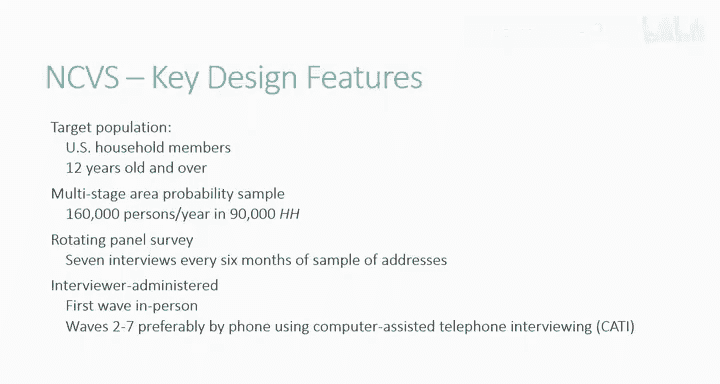 NCVS – Key Design Features
Target population:
U.S. household members
12 years old and over
Multi-stage area probability sample
160,000 persons/year in 90,000 HH
Rotating panel survey
Seven interviews every six months of sample of addresses
Interviewer-administered
First wave in-person
Waves 2-7 preferably by phone using computer-assisted telephone interviewing (CATI)